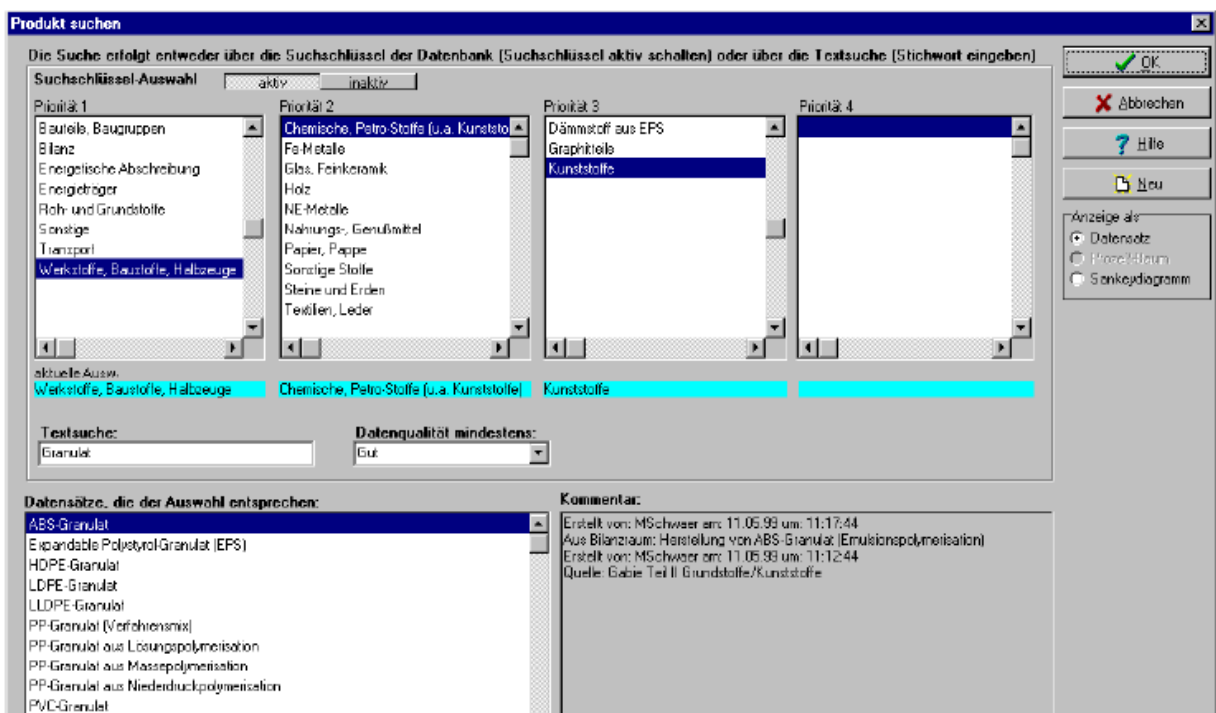 Produkt suchen
Die Suche erfolgt entweder über die Suchschlüssel der Datenbank (Suchschlüssel aktiv schalten) oder über die Textsuche (Stichwort eingeben)
Suchschlüssel-Auswahl
aktiv
inaktiv
Priorität 1
Bauteile, Baugruppen
Bilanz
Energetische Abschreibung
Energieträger
Roh- und Grundstoffe
Sonstige
Transport
Werkstoffe, Baustoffe, Halbzeuge
Priorität 2
Chemische, Petro-Stoffe (u.a. Kunststo
Fe-Metalle
Glas, Feinkeramik
Holz
NE-Metalle
Nahrungs-, Genußmittel
Papier, Pappe
Sonstige Stoffe
Steine und Erden
Textilien, Leder
Priorität 3
Dämmstoff aus EPS
Graphitteile
Kunststoffe
Priorität 4
aktuelle Ausw.
Werkstoffe, Baustoffe, Halbzeuge
Chemische, Petro-Stoffe (u.a. Kunststoffe)
Kunststoffe
Textsuche:
Granulat
Datenqualität mindestens:
Gut
OK
Abbrechen
Hilfe
Neu
Anzeige als
Datensatz
Sankeydiagramm
Datensätze, die der Auswahl entsprechen:
ABS-Granulat
Expandable Polystyrol-Granulat (EPS)
HDPE-Granulat
LDPE-Granulat
LLDPE-Granulat
PP-Granulat (Verfahrensmix)
PP-Granulat aus Lösungspolymerisation
PP-Granulat aus Massepolymerisation
PP-Granulat aus Niederdruckpolymerisation
PVC-Granulat
Kommentar:
Erstellt von: MSchwaer am: 11.05.99 um: 11:17:44
Aus Bilanzraum: Herstellung von ABS-Granulat (Emulsionspolymerisation)
Erstellt von: MSchwaer am: 11.05.99 um: 11:12:44
Quelle: Gabie Teil II Grundstoffe/Kunststoffe